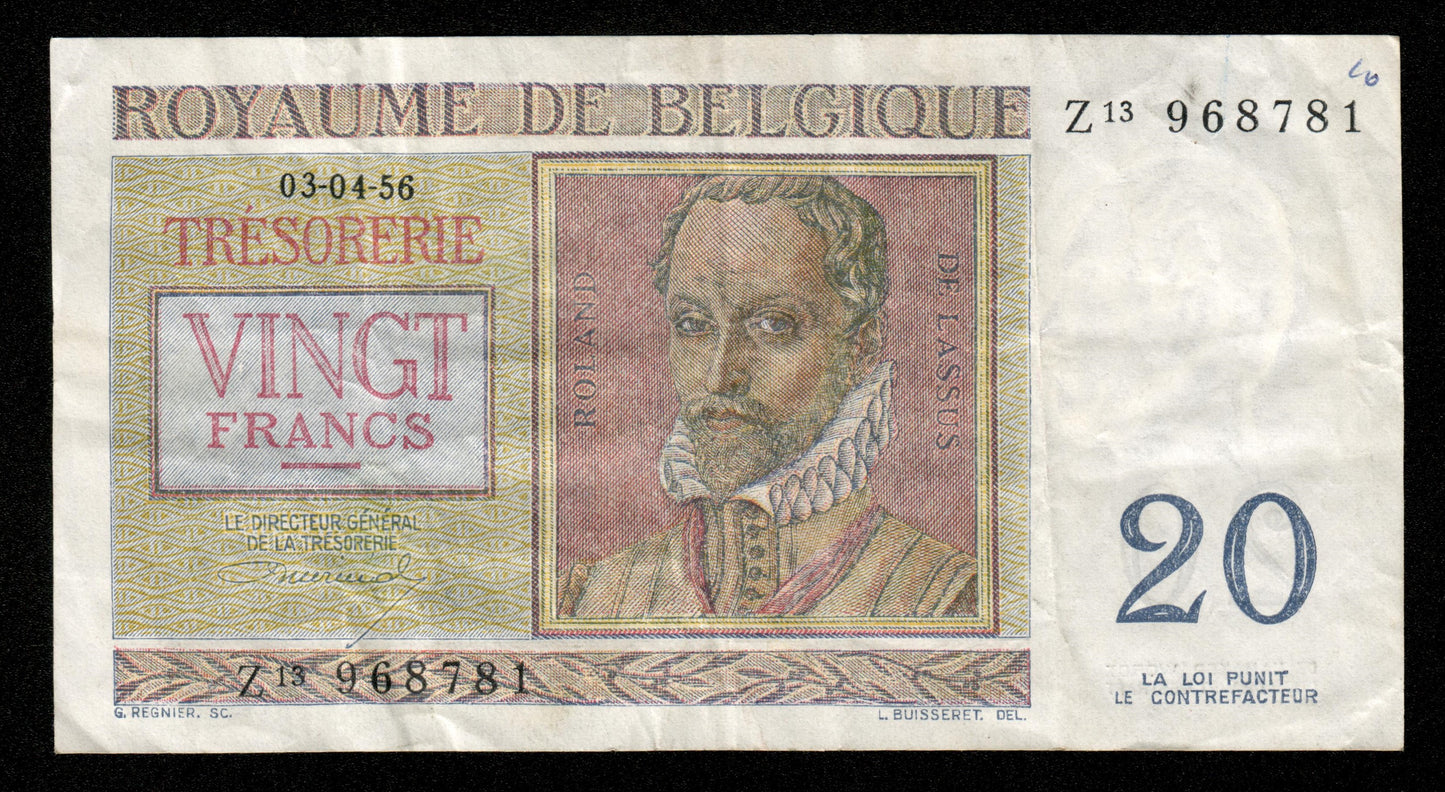 ROYAUME DE BELGIQUE
Z13 968781
03-04-56
TRÉSORERIE
VINGT
FRANCS
LE DIRECTEUR GÉNÉRAL
DE LA TRÉSORERIE
ROLAND
DE LASSUS
20
Z13 968781
LA LOI PUNIT
LE CONTREFACTEUR
G. REGNIER. SC.
L. BUISSERET. DEL.